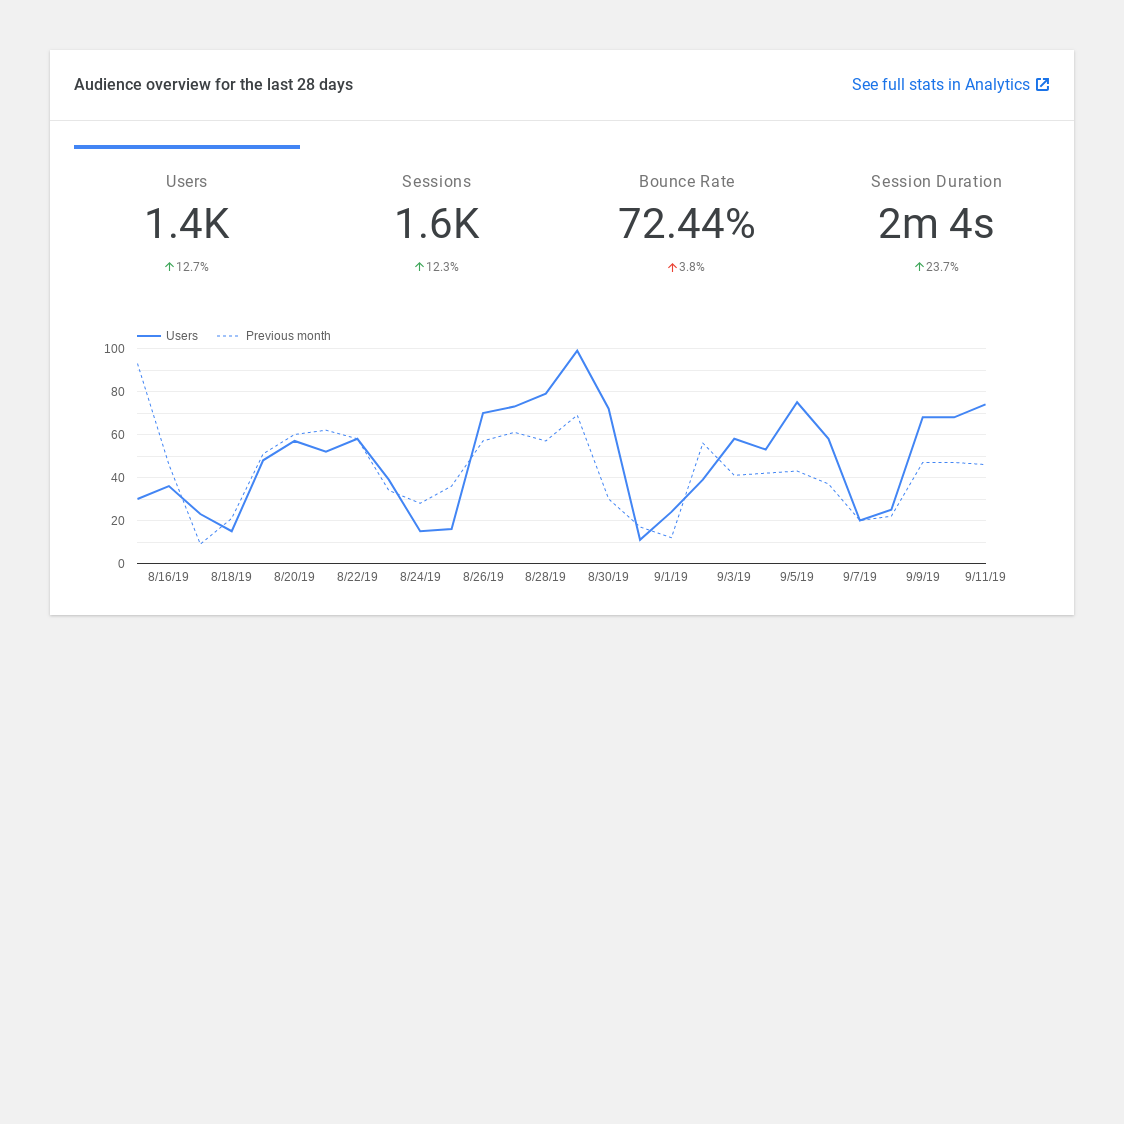 Audience overview for the last 28 days
See full stats in Analytics
Users
1.4K
12.7%
Sessions
1.6K
12.3%
Bounce Rate
72.44%
3.8%
Session Duration
2m 4s
23.7%
Users
Previous month
100
80
60
40
20
0
8/16/19 8/18/19 8/20/19 8/22/19 8/24/19 8/26/19 8/28/19 8/30/19 9/1/19 9/3/19 9/5/19 9/7/19 9/9/19 9/11/19